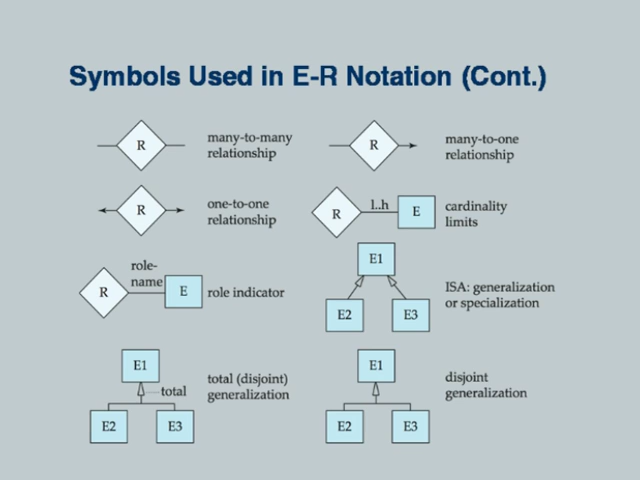 Symbols Used in E-R Notation (Cont.)
R
many-to-many
relationship
R
many-to-one
relationship
R
one-to-one
relationship
R
l..h
E
cardinality
limits
R
role-
name
E
role indicator
E1
E2
E3
ISA: generalization
or specialization
E1
total
E2
E3
total (disjoint)
generalization
E1
E2
E3
disjoint
generalization